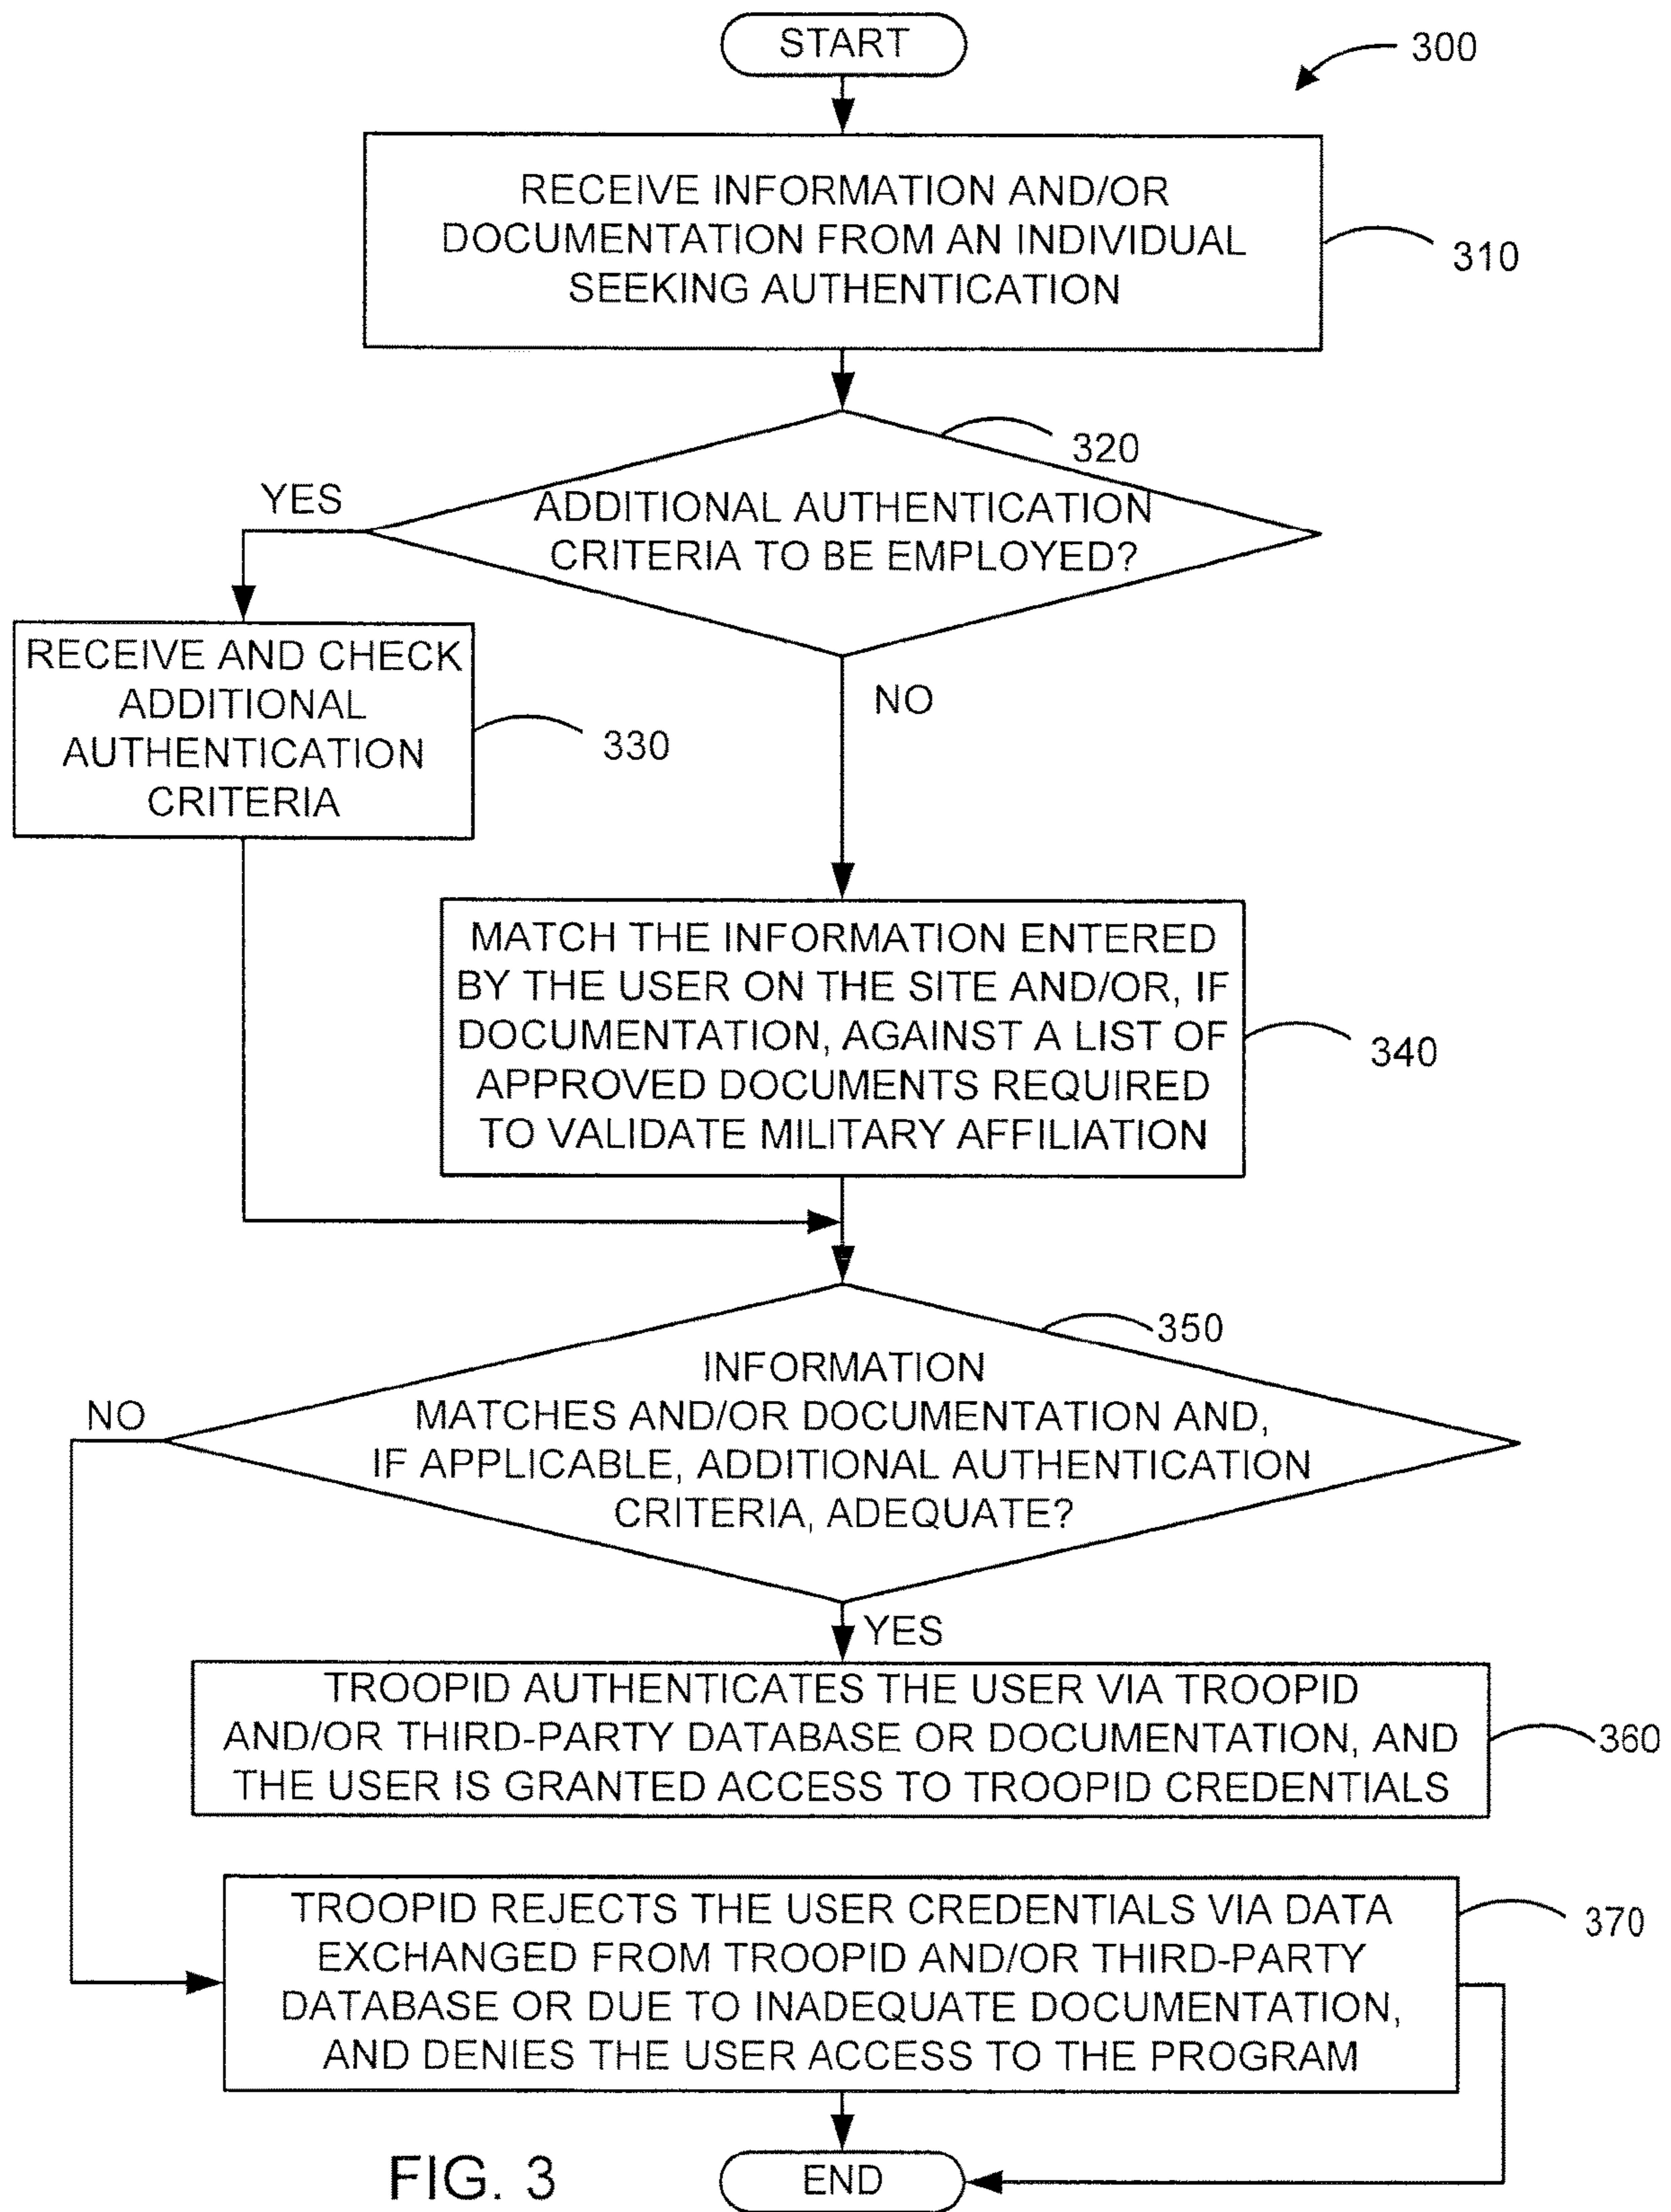 START
300
RECEIVE INFORMATION AND/OR
DOCUMENTATION FROM AN INDIVIDUAL
SEEKING AUTHENTICATION
310
320
YES
ADDITIONAL AUTHENTICATION
CRITERIA TO BE EMPLOYED?
RECEIVE AND CHECK
ADDITIONAL
AUTHENTICATION
CRITERIA
330
NO
MATCH THE INFORMATION ENTERED
BY THE USER ON THE SITE AND/OR, IF
DOCUMENTATION, AGAINST A LIST OF
APPROVED DOCUMENTS REQUIRED
TO VALIDATE MILITARY AFFILIATION
340
350
INFORMATION
MATCHES AND/OR DOCUMENTATION AND,
IF APPLICABLE, ADDITIONAL AUTHENTICATION
CRITERIA, ADEQUATE?
NO
YES
TROOPID AUTHENTICATES THE USER VIA TROOPID
AND/OR THIRD-PARTY DATABASE OR DOCUMENTATION, AND
THE USER IS GRANTED ACCESS TO TROOPID CREDENTIALS
360
TROOPID REJECTS THE USER CREDENTIALS VIA DATA
EXCHANGED FROM TROOPID AND/OR THIRD-PARTY
DATABASE OR DUE TO INADEQUATE DOCUMENTATION,
AND DENIES THE USER ACCESS TO THE PROGRAM
370
END
FIG. 3